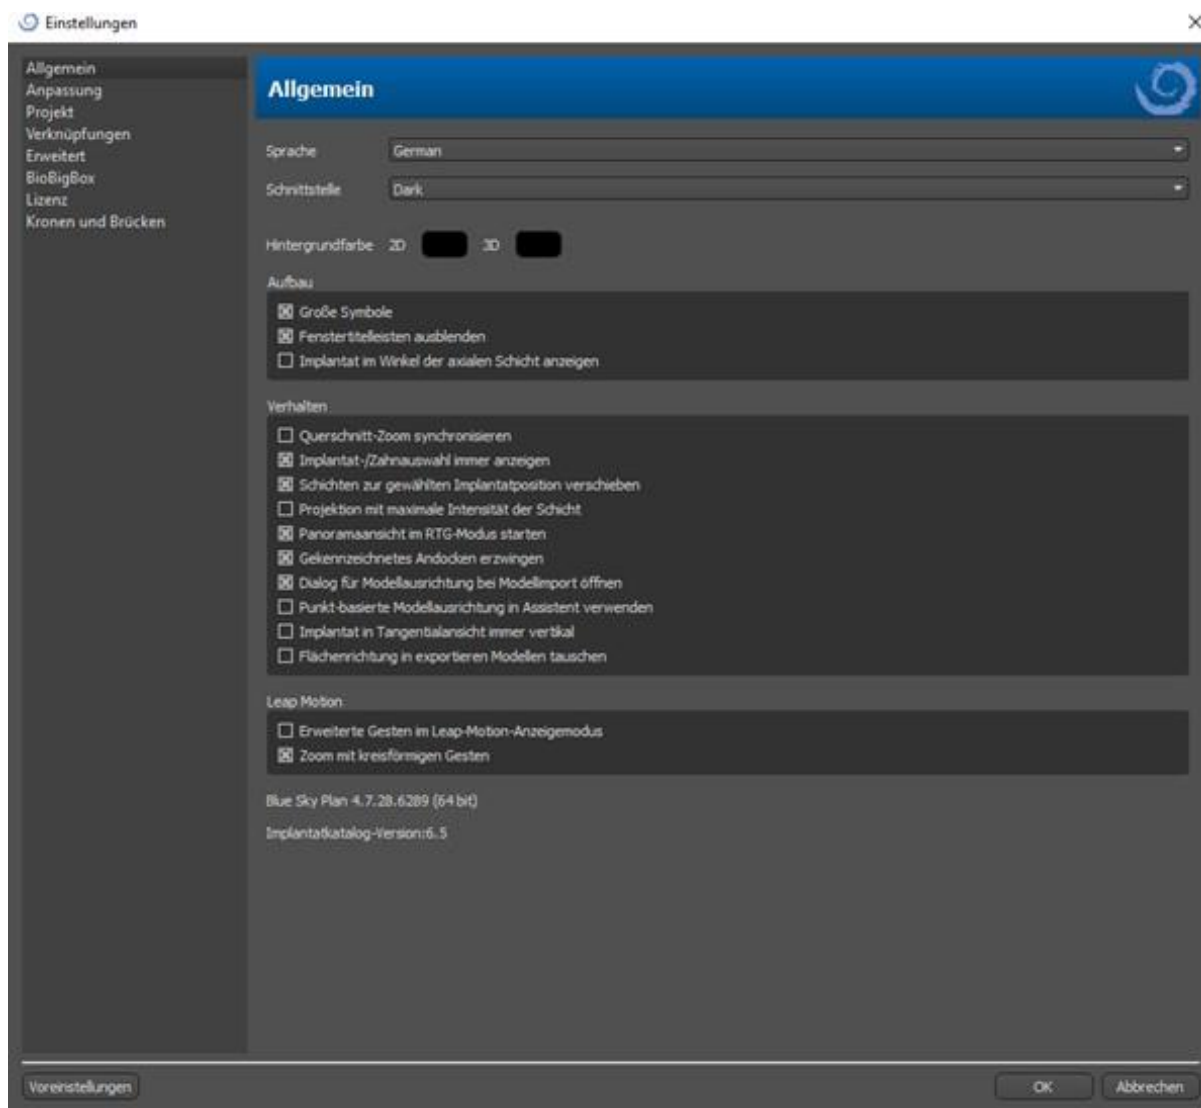 Einstellungen
Allgemein
Anpassung
Projekt
Verknüpfungen
Erweitert
BioBigBox
Lizenz
Kronen und Brücken
Allgemein
Sprache German
Schnittstelle Dark
Hintergrundfarbe 2D 3D
Aufbau
Große Symbole
Fenstertitelleisten ausblenden
Implantat im Winkel der axialen Schicht anzeigen
Verhalten
Querschnitt-Zoom synchronisieren
Implantat-/Zahnauswahl immer anzeigen
Schichten zur gewählten Implantatposition verschieben
Projektion mit maximale Intensität der Schicht
Panoramaansicht im RTG-Modus starten
Gekennzeichnetes Andocken erzwingen
Dialog für Modellausrichtung bei Modellimport öffnen
Punkt-basierte Modellausrichtung in Assistent verwenden
Implantat in Tangentialansicht immer vertikal
Flächenrichtung in exportieren Modellen tauschen
Leap Motion
Erweiterte Gesten im Leap-Motion-Anzeigemodus
Zoom mit kreisförmigen Gesten
Blue Sky Plan 4.7.28.6289 (64 bit)
Implantatkatalog-Version:6.5
Voreinstellungen OK Abbrechen